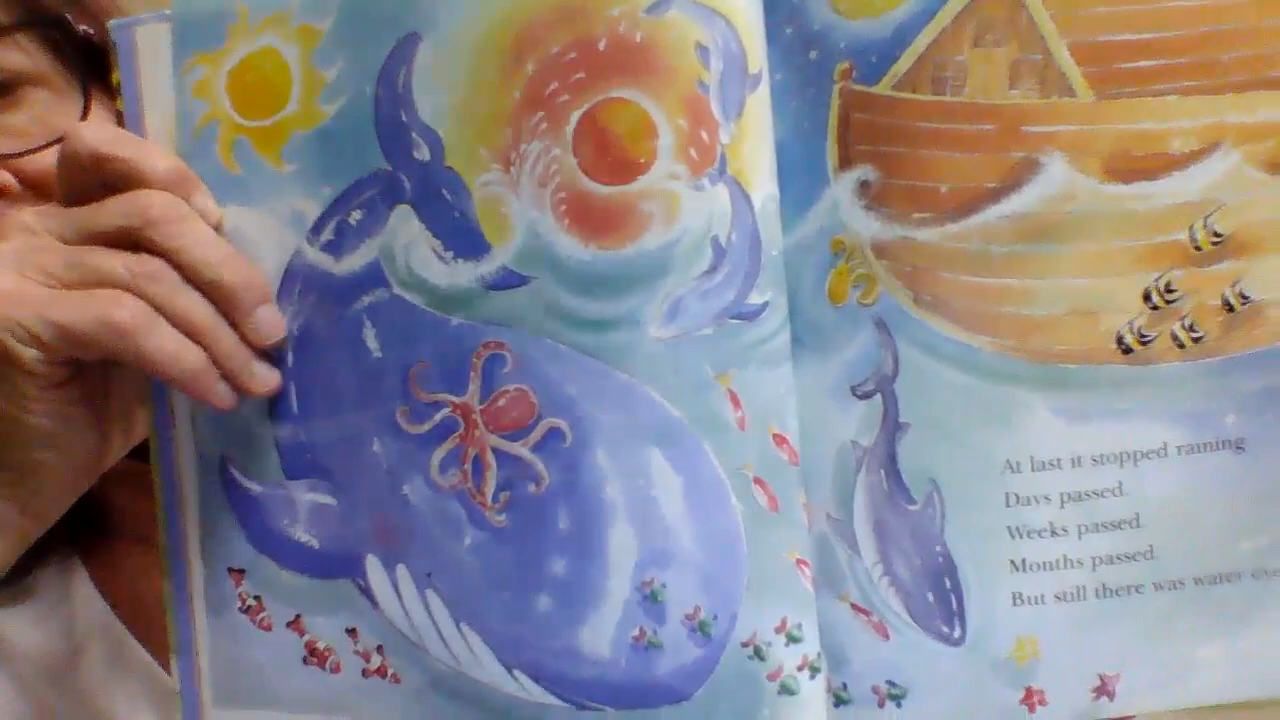 At last it stopped raining
Days passed.
Weeks passed.
Months passed.
But still there was water